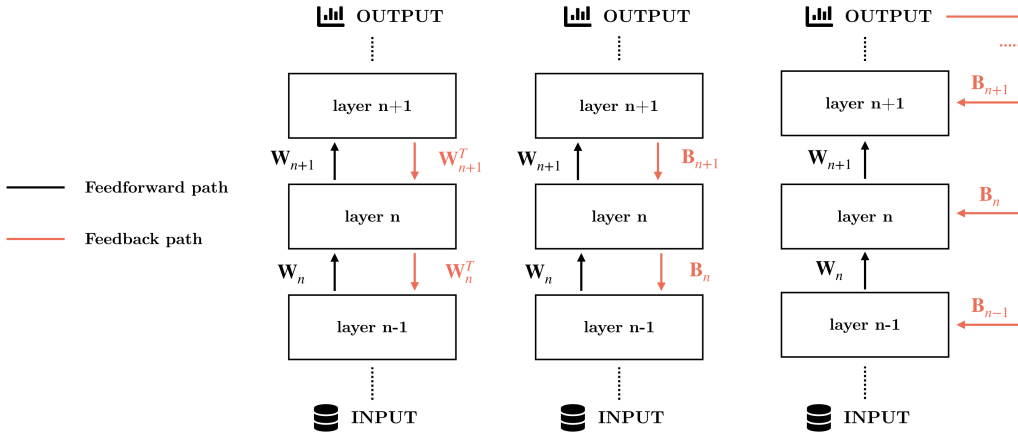 OUTPUT
OUTPUT
OUTPUT
layer n+1
layer n+1
layer n+1
B_{n+1}
W_{n+1}
W^T_{n+1}
W_{n+1}
B_{n+1}
W_{n+1}
Feedforward path
layer n
layer n
layer n
B_n
Feedback path
W_n
W^T_n
W_n
B_n
W_n
layer n-1
layer n-1
layer n-1
B_{n−1}
INPUT
INPUT
INPUT